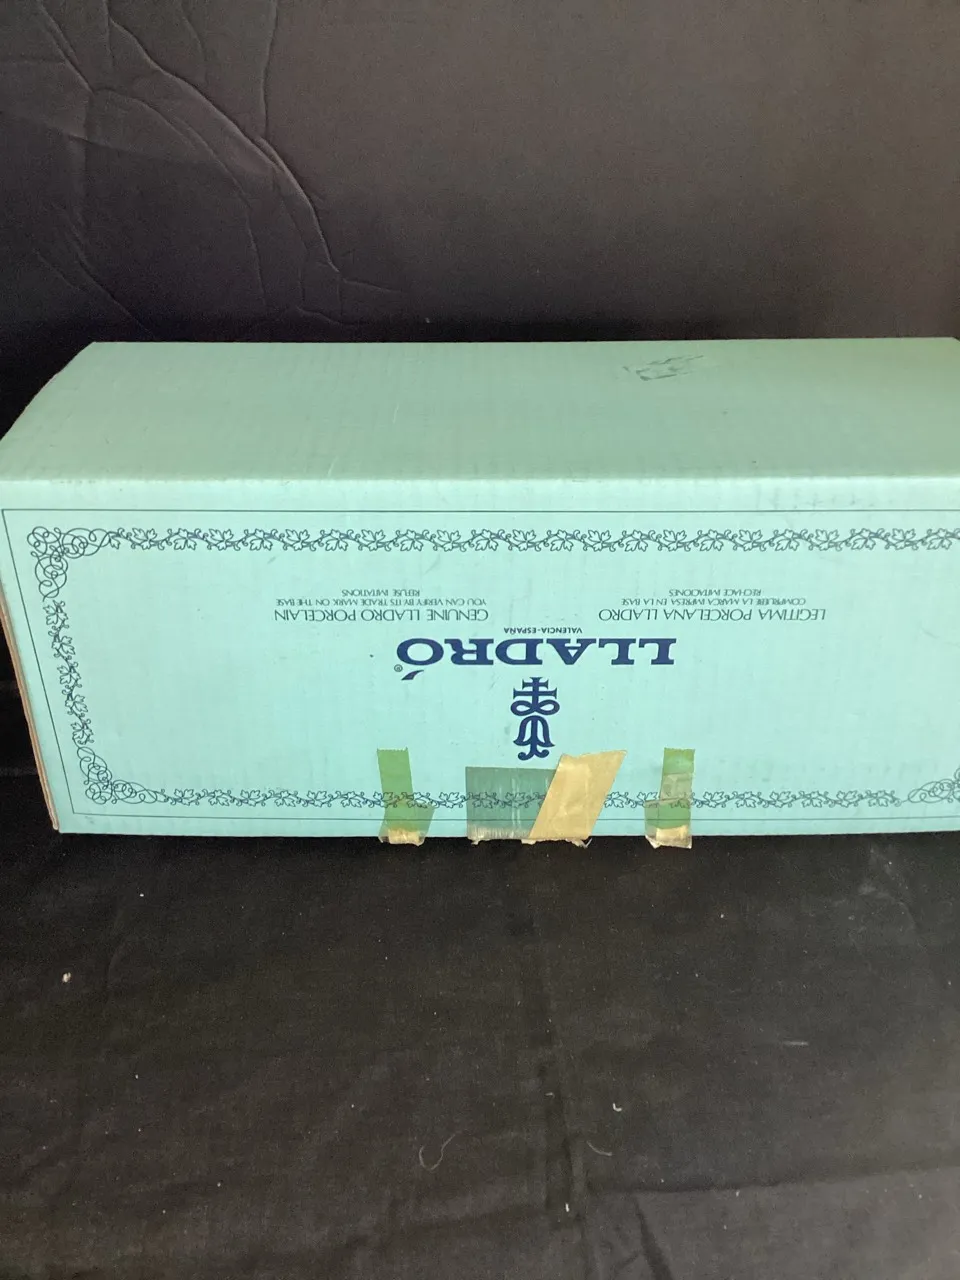 LLADRÓ®
VALENCIA-ESPAÑA
LEGITIMA PORCELANA LLADRO
COMPRUEBE LA MARCA IMPRESA EN LA BASE
RECHACE IMITACIONES
GENUINE LLADRO PORCELAIN
YOU CAN VERIFY BY ITS TRADE MARK ON THE BASE
REFUSE IMITATIONS